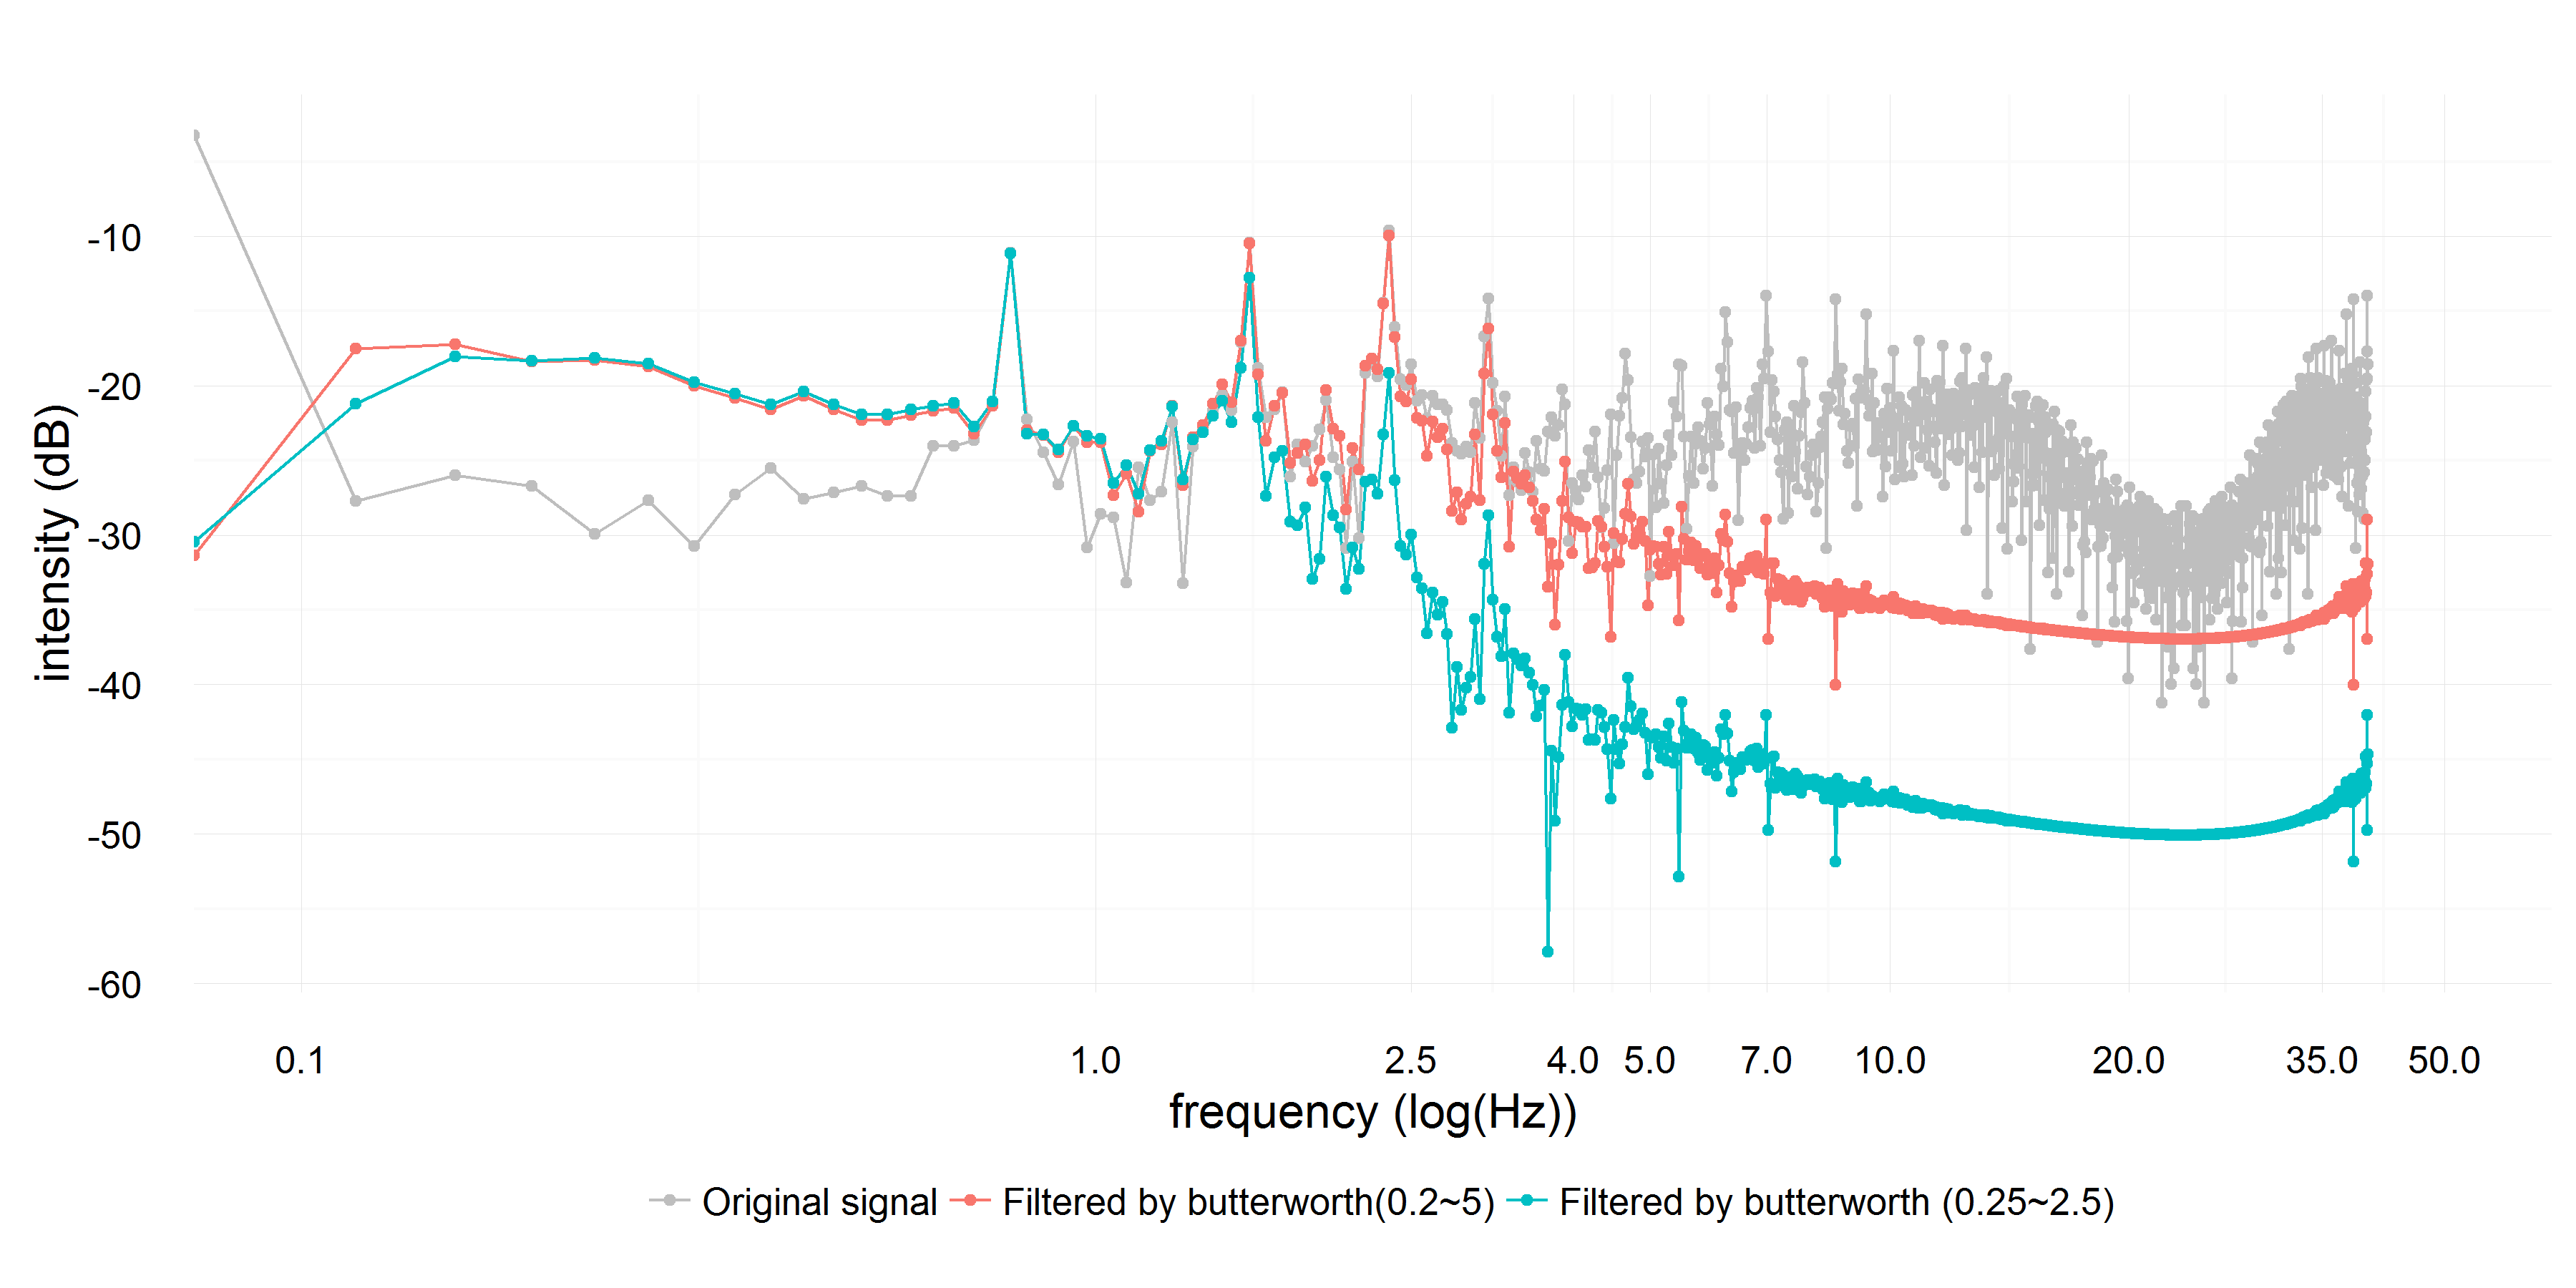 intensity (dB)
-10
-20
-30
-40
-50
-60
0.1 1.0 2.5 4.0 5.0 7.0 10.0 20.0 35.0 50.0
frequency (log(Hz))
Original signal Filtered by butterworth(0.2~5) Filtered by butterworth (0.25~2.5)